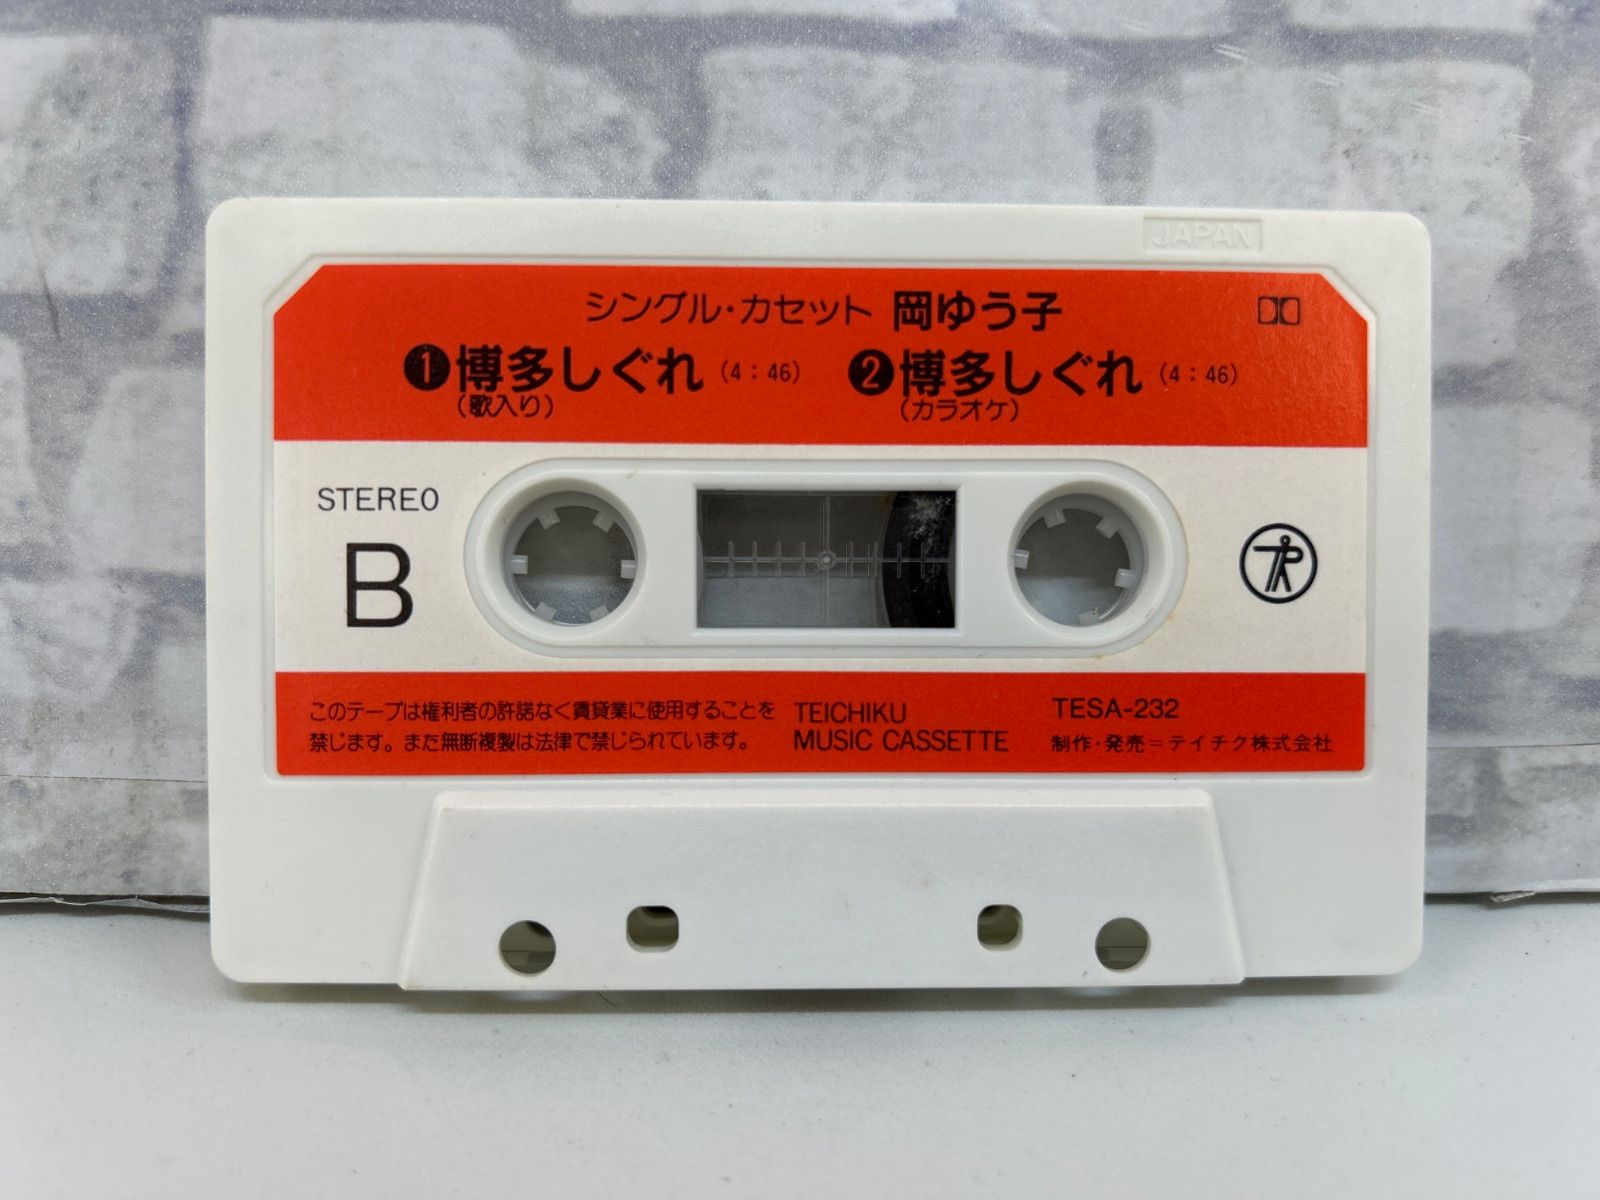 JAPAN
シングル・カセット 岡ゆう子
❶博多しぐれ (4:46) ❷博多しぐれ (4:46)
(歌入り) (カラオケ)
STEREO
B
このテープは権利者の許諾なく賃貸業に使用することを
禁じます。また無断複製は法律で禁じられています。
TEICHIKU
MUSIC CASSETTE
TESA-232
制作・発売=テイチク株式会社